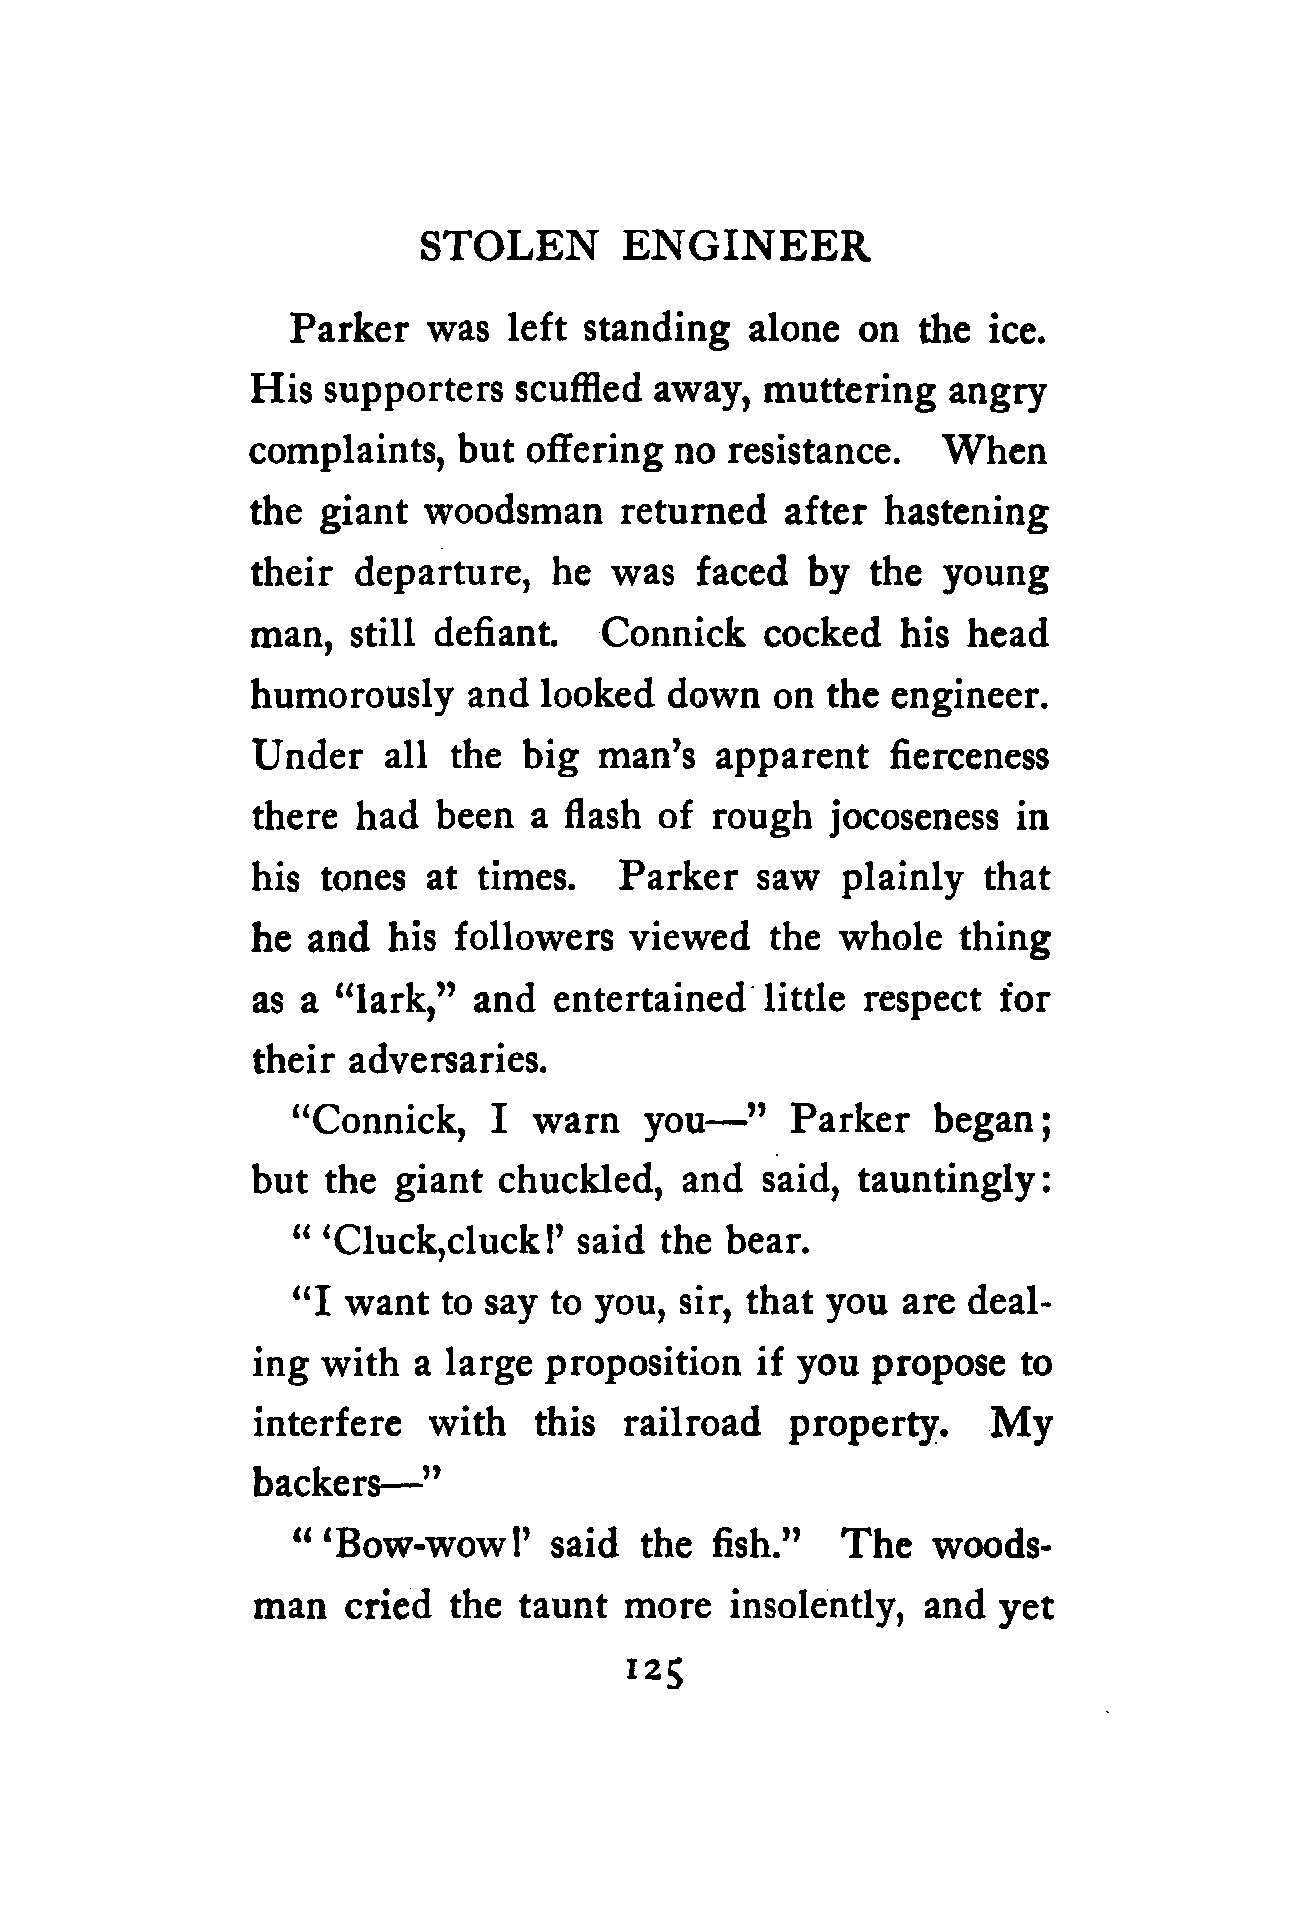 STOLEN ENGINEER
Parker was left standing alone on the ice.
His supporters scuffled away, muttering angry
complaints, but offering no resistance. When
the giant woodsman returned after hastening
their departure, he was faced by the young
man, still defiant. Connick cocked his head
humorously and looked down on the engineer.
Under all the big man's apparent fierceness
there had been a flash of rough jocoseness in
his tones at times. Parker saw plainly that
he and his followers viewed the whole thing
as a “lark,” and entertained little respect for
their adversaries.
“Connick, I warn you—” Parker began;
but the giant chuckled, and said, tauntingly:
“ ‘Cluck,cluck!’ said the bear.
“I want to say to you, sir, that you are deal-
ing with a large proposition if you propose to
interfere with this railroad property. My
backers—”
“ ‘Bow-wow!’ said the fish.” The woods-
man cried the taunt more insolently, and yet
125